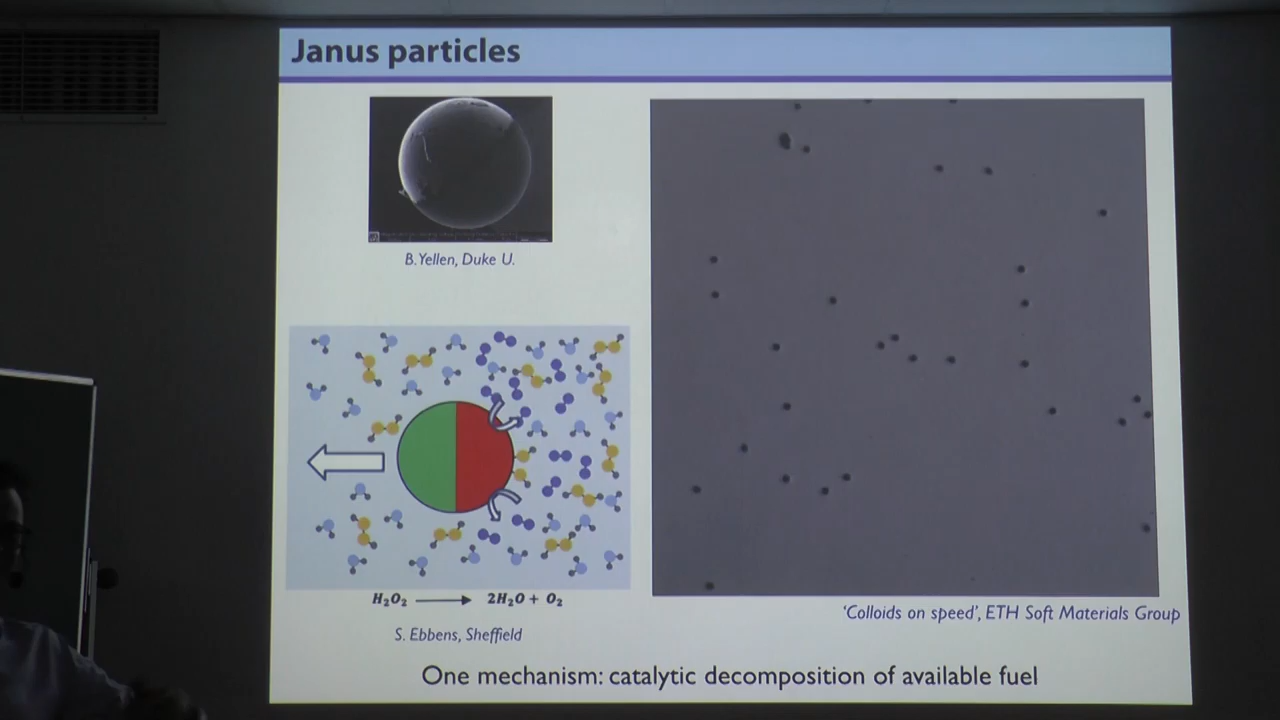 Janus particles
B. Yellen, Duke U.
H₂O₂ ⟶ 2H₂O + O₂
S. Ebbens, Sheffield
‘Colloids on speed’, ETH Soft Materials Group
One mechanism: catalytic decomposition of available fuel